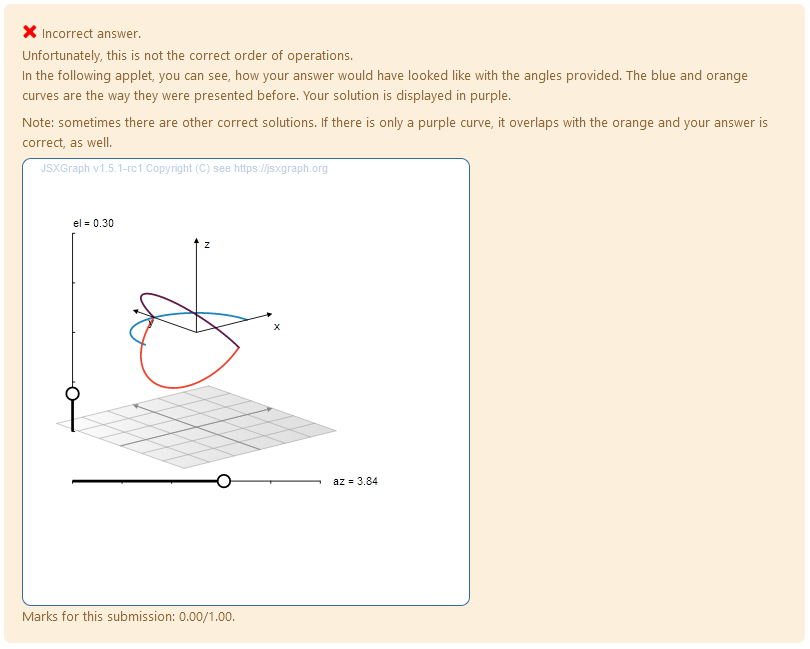 Incorrect answer.
Unfortunately, this is not the correct order of operations.
In the following applet, you can see, how your answer would have looked like with the angles provided. The blue and orange
curves are the way they were presented before. Your solution is displayed in purple.
Note: sometimes there are other correct solutions. If there is only a purple curve, it overlaps with the orange and your answer is
correct, as well.
JSXGraph v1.5.1-rc1 Copyright (C) see https://jsxgraph.org
el = 0.30
z
y
x
az = 3.84
Marks for this submission: 0.00/1.00.